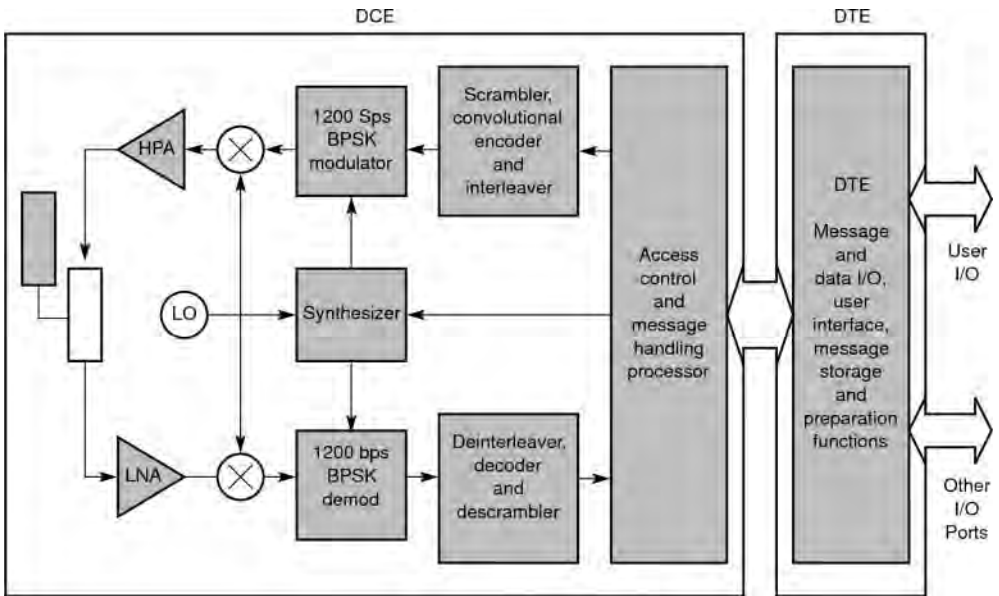 DCE
DTE
HPA
1200 Sps
BPSK
modulator
Scrambler,
convolutional
encoder
and
interleaver
LO
Synthesizer
LNA
1200 bps
BPSK
demod
Deinterleaver,
decoder
and
descrambler
Access
control
and
message
handling
processor
DTE
Message
and
data I/O,
user
interface,
message
storage
and
preparation
functions
User
I/O
Other
I/O
Ports